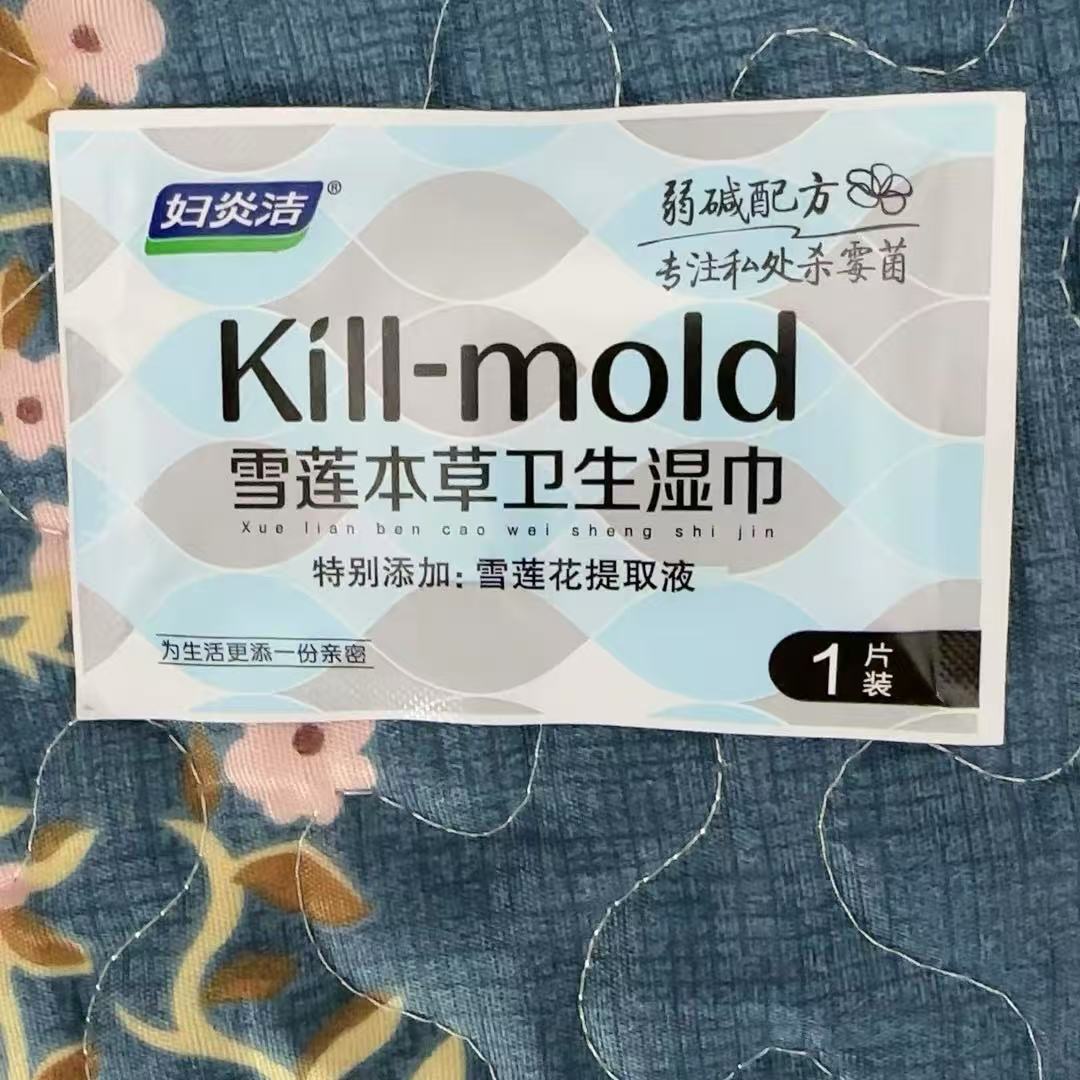 妇炎洁®
弱碱配方
专注私处杀霉菌
Kill-mold
雪莲本草卫生湿巾
Xue lian ben cao wei sheng shi jin
特别添加：雪莲花提取液
为生活更添一份亲密
1片装